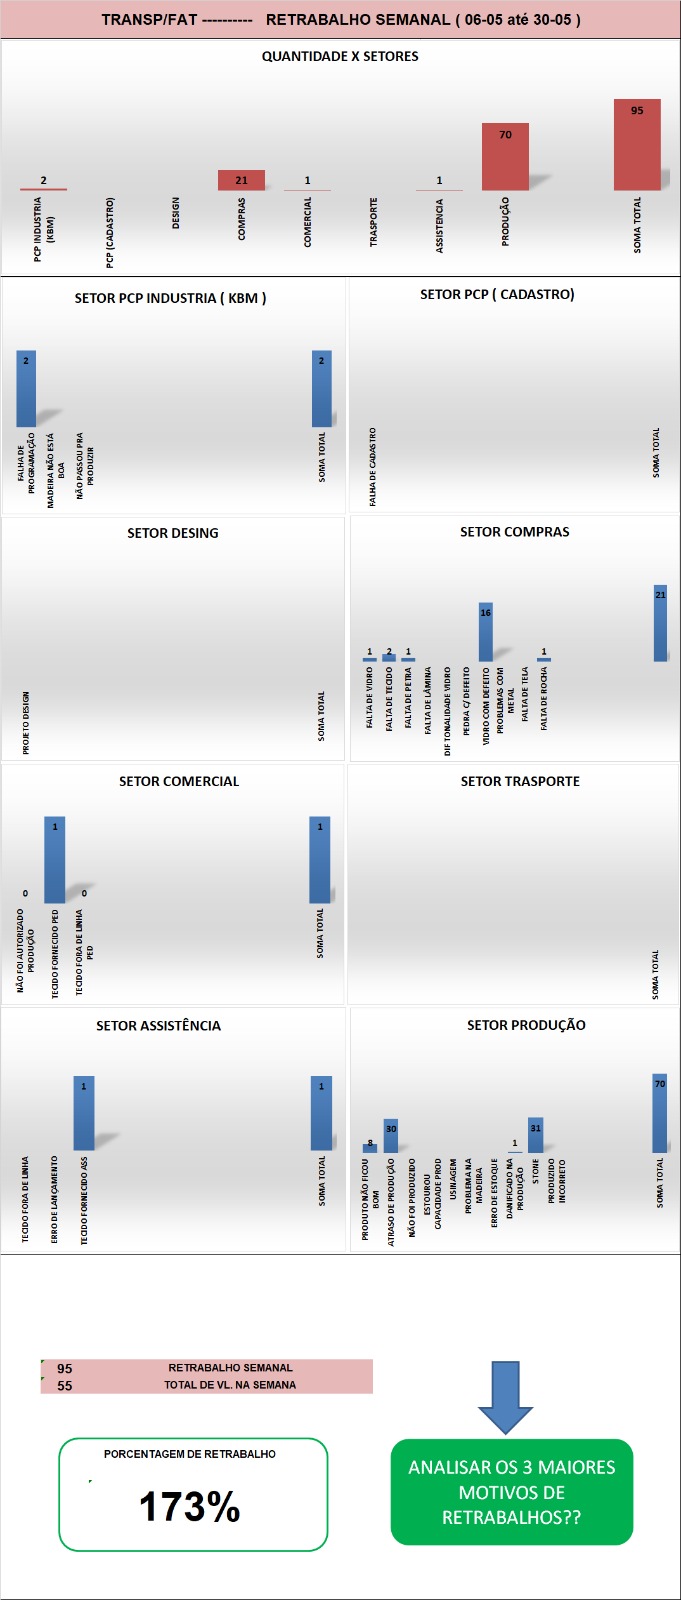 TRANSP/FAT ---------- RETRABALHO SEMANAL ( 06-05 até 30-05 )
QUANTIDADE X SETORES
2
21
1
1
70
95
PCP INDUSTRIA
(KBM)
PCP (CADASTRO)
DESIGN
COMPRAS
COMERCIAL
TRASPORTE
ASSISTENCIA
PRODUÇÃO
SOMA TOTAL
SETOR PCP INDUSTRIA ( KBM )
2
2
FALHA DE
PROGRAMAÇÃO
MADEIRA NÃO ESTÁ
BOA
NÃO PASSOU PRA
PRODUZIR
SOMA TOTAL
SETOR PCP ( CADASTRO)
FALHA DE CADASTRO
SOMA TOTAL
SETOR DESING
PROJETO DESIGN
SOMA TOTAL
SETOR COMPRAS
1
2
1
16
1
21
FALTA DE VIDRO
FALTA DE TECIDO
FALTA DE PETRA
FALTA DE LÂMINA
DIF TONALIDADE VIDRO
PEDRA C/ DEFEITO
VIDRO COM DEFEITO
PROBLEMAS COM
METAL
FALTA DE TELA
FALTA DE ROCHA
SOMA TOTAL
SETOR COMERCIAL
0
1
0
1
NÃO FOI AUTORIZADO
PRODUÇÃO
TECIDO FORNECIDO PED
TECIDO FORA DE LINHA
PED
SOMA TOTAL
SETOR TRASPORTE
SOMA TOTAL
SETOR ASSISTÊNCIA
1
1
TECIDO FORA DE LINHA
ERRO DE LANÇAMENTO
TECIDO FORNECIDO ASS
SOMA TOTAL
SETOR PRODUÇÃO
8
30
1
31
70
PRODUTO NÃO FICOU
BOM
ATRASO DE PRODUÇÃO
NÃO FOI PRODUZIDO
ESTOUROU
CAPACIDADE PROD
USINAGEM
PROBLEMA NA
MADEIRA
ERRO DE ESTOQUE
DANIFICADO NA
PRODUÇÃO
STONE
PRODUZIDO
INCORRETO
SOMA TOTAL
95 RETRABALHO SEMANAL
55 TOTAL DE VL. NA SEMANA
PORCENTAGEM DE RETRABALHO
173%
ANALISAR OS 3 MAIORES
MOTIVOS DE
RETRABALHOS??